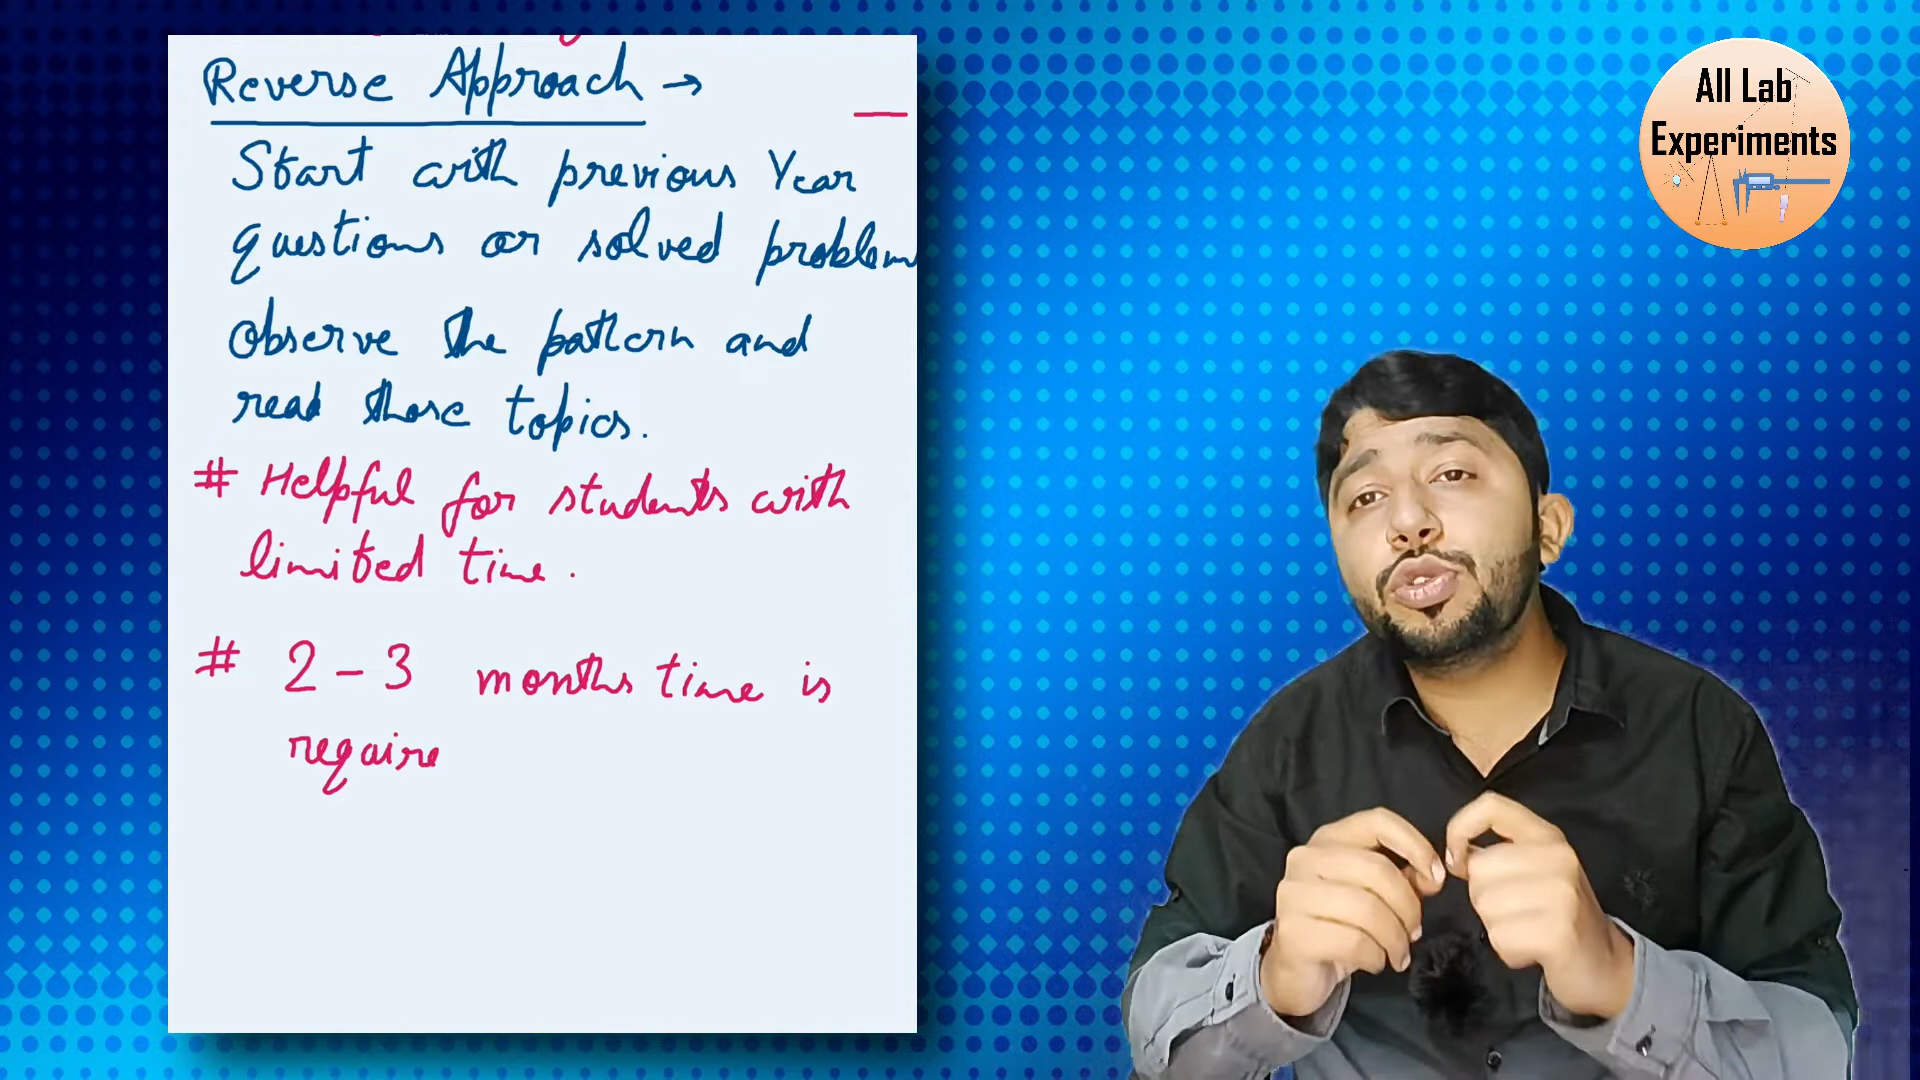 Reverse Approach →
Start with previous Year
questions or solved problem
observe the pattern and
read those topics.
# Helpful for students with
limited time.
# 2-3 months time is
require
All Lab
Experiments